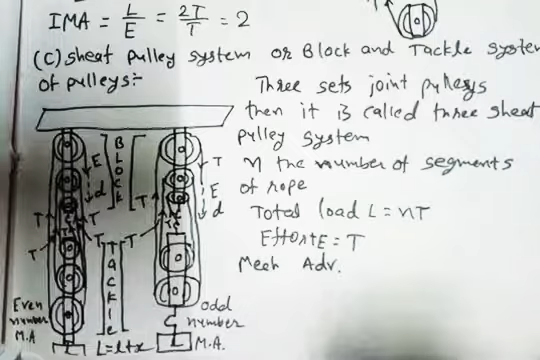 IMA = L/E = 2T/T = 2
(C) sheaf pulley system or Block and Tackle system
of pulleys:-
Three sets joint pulleys
then it is called three sheaf
pulley system
n the number of segments
of rope
Total load L = nT
Effort E = T
Mech Adv.
BLOCK
E
d
T
T
T
T
T
T
E
d
T
T
Tackle
Even
number
M.A
odd
number
M.A.
L
L = l + x
L